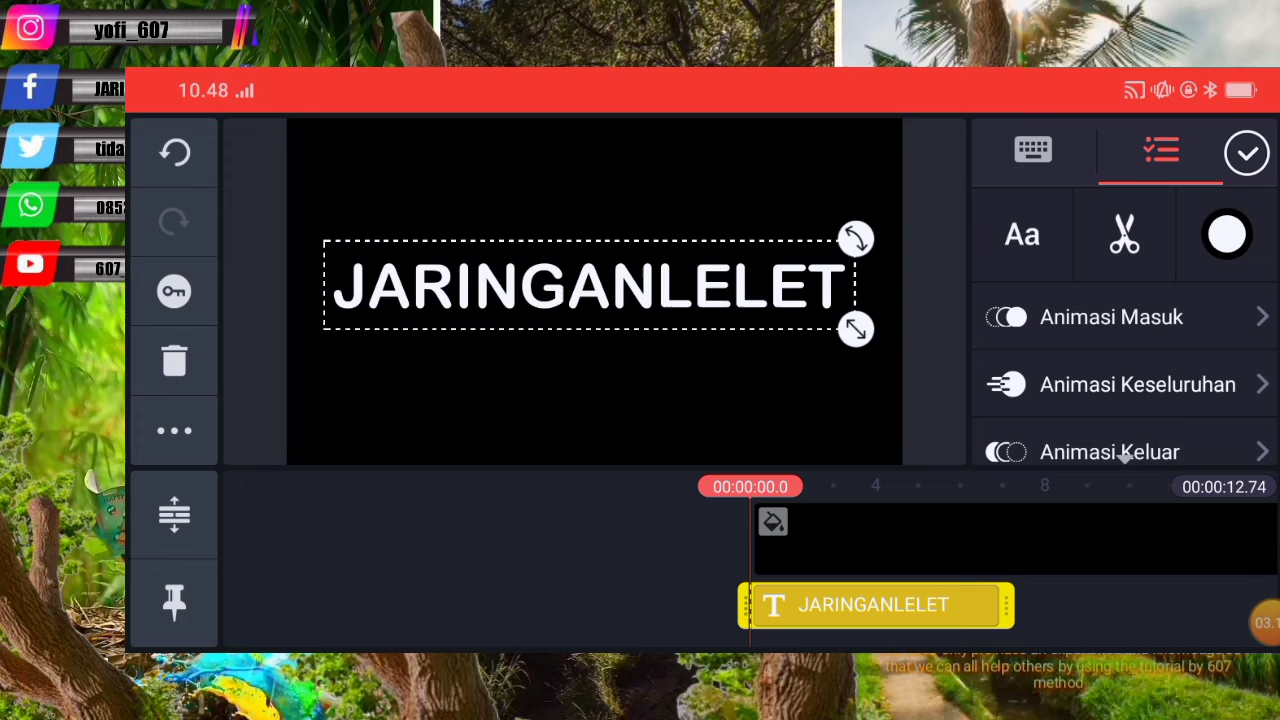 yofi_607
JARI
tida
085
607
10.48
JARINGANLELET
Aa
Animasi Masuk
Animasi Keseluruhan
Animasi Keluar
00:00:00.0
4
8
00:00:12.74
T JARINGANLELET
03.1
that we can all help others by using the tutorial by 607
method